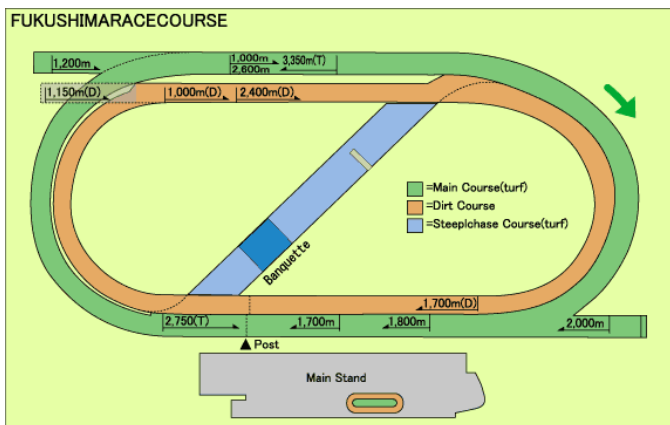 FUKUSHIMARACECOURSE
1,200m
1,000m
2,600m
3,350m(T)
1,150m(D)
1,000m(D)
2,400m(D)
=Main Course(turf)
=Dirt Course
=Steeplchase Course(turf)
Banquette
1,700m(D)
2,750(T)
1,700m
1,800m
2,000m
Post
Main Stand